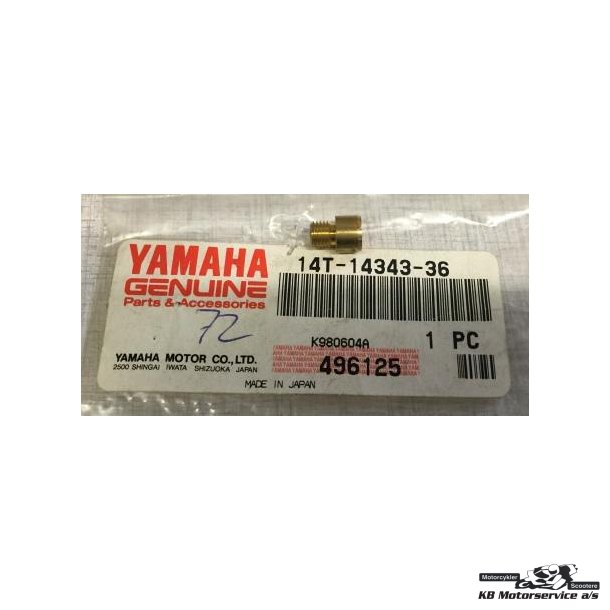 YAMAHA
GENUINE
Parts & Accessories
72
YAMAHA MOTOR CO., LTD.
2500 SHINGAI IWATA SHIZUOKA JAPAN
14T-14343-36
K980604A
1 PC
496125
MADE IN JAPAN
Motorcykler
Scootere
KB Motorservice a/s